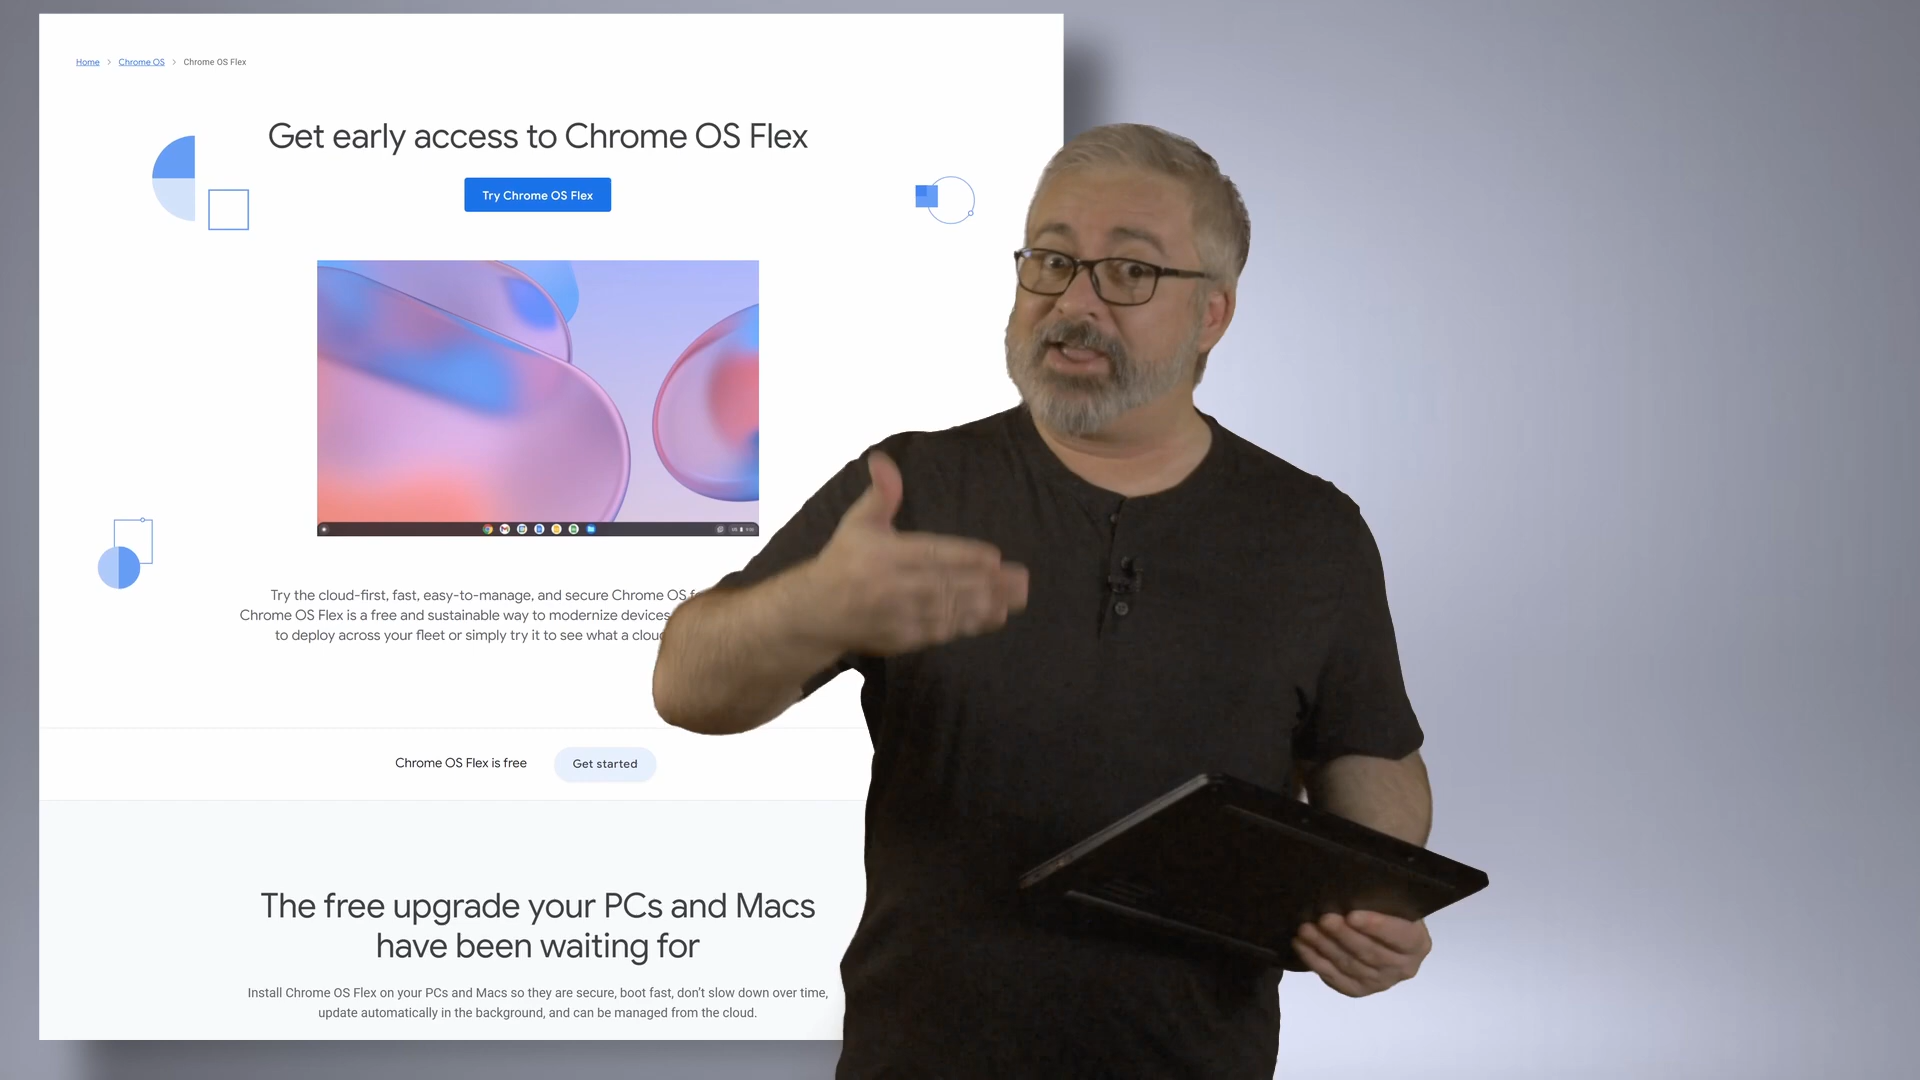 Home > Chrome OS > Chrome OS Flex
Get early access to Chrome OS Flex
Try Chrome OS Flex
Try the cloud-first, fast, easy-to-manage, and secure Chrome OS
Chrome OS Flex is a free and sustainable way to modernize devices
to deploy across your fleet or simply try it to see what a cloud
Chrome OS Flex is free
Get started
The free upgrade your PCs and Macs
have been waiting for
Install Chrome OS Flex on your PCs and Macs so they are secure, boot fast, don't slow down over time,
update automatically in the background, and can be managed from the cloud.